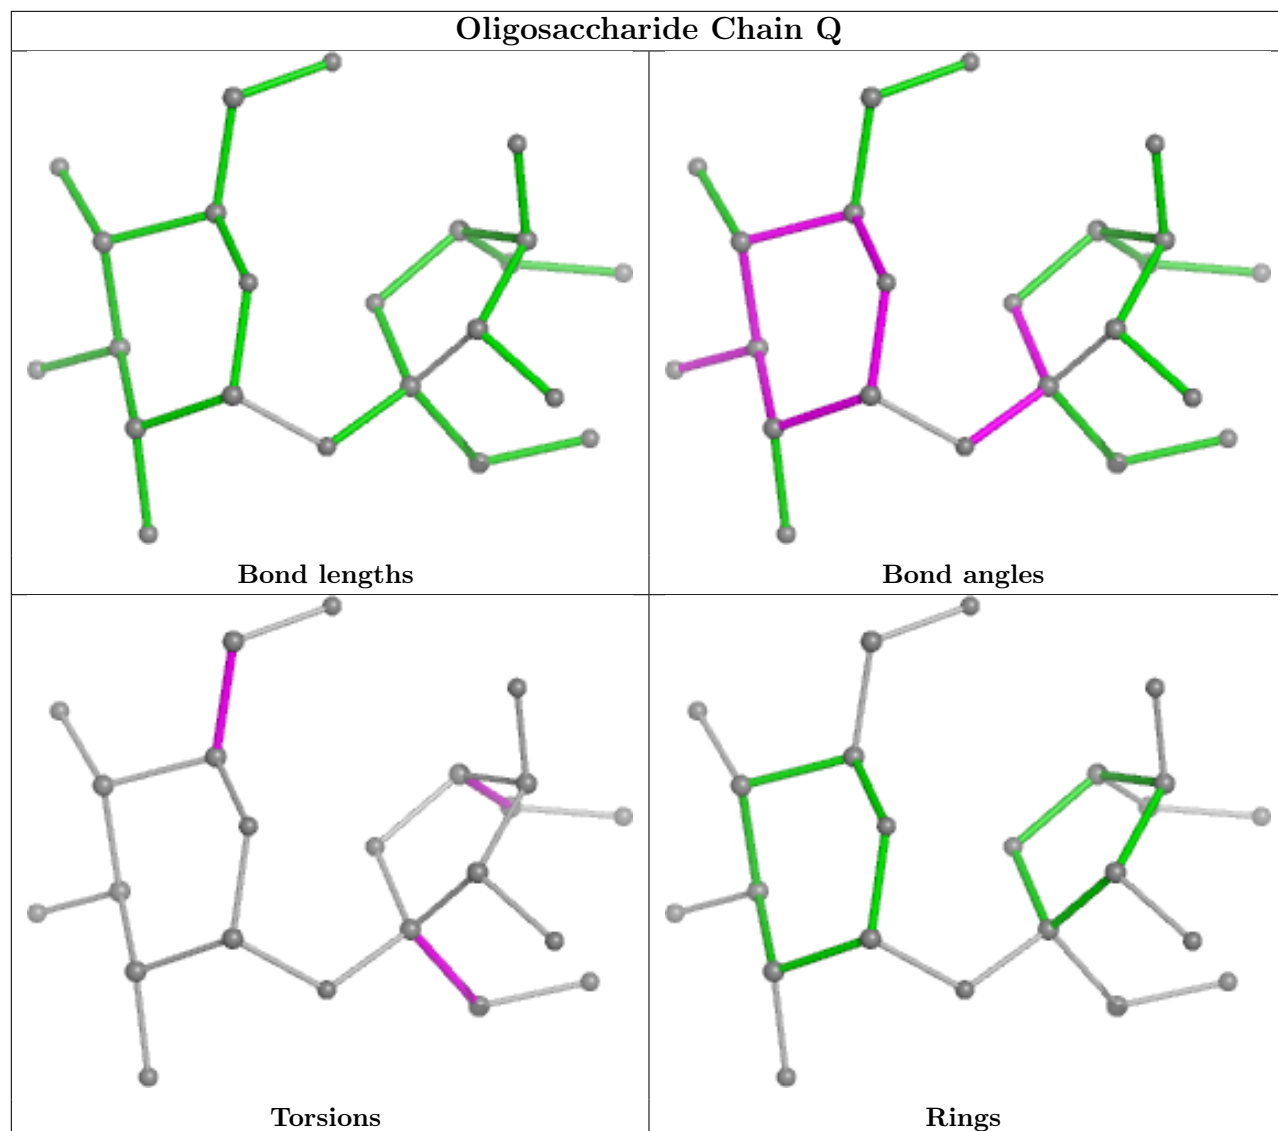 Oligosaccharide Chain Q
Bond lengths
Bond angles
Torsions
Rings